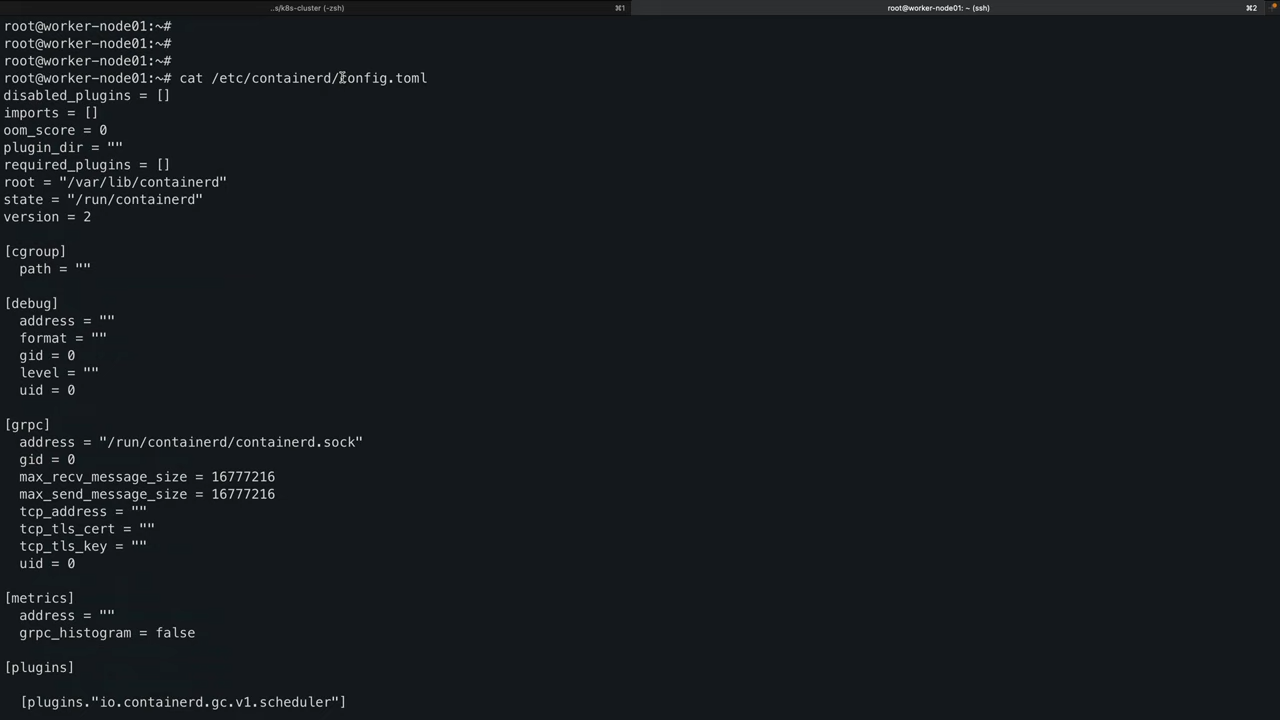 ..s/k8s-cluster (-zsh) ⌘1 root@worker-node01: ~ (ssh) ⌘2
root@worker-node01:~#
root@worker-node01:~#
root@worker-node01:~#
root@worker-node01:~# cat /etc/containerd/config.toml
disabled_plugins = []
imports = []
oom_score = 0
plugin_dir = ""
required_plugins = []
root = "/var/lib/containerd"
state = "/run/containerd"
version = 2
[cgroup]
path = ""
[debug]
address = ""
format = ""
gid = 0
level = ""
uid = 0
[grpc]
address = "/run/containerd/containerd.sock"
gid = 0
max_recv_message_size = 16777216
max_send_message_size = 16777216
tcp_address = ""
tcp_tls_cert = ""
tcp_tls_key = ""
uid = 0
[metrics]
address = ""
grpc_histogram = false
[plugins]
[plugins."io.containerd.gc.v1.scheduler"]